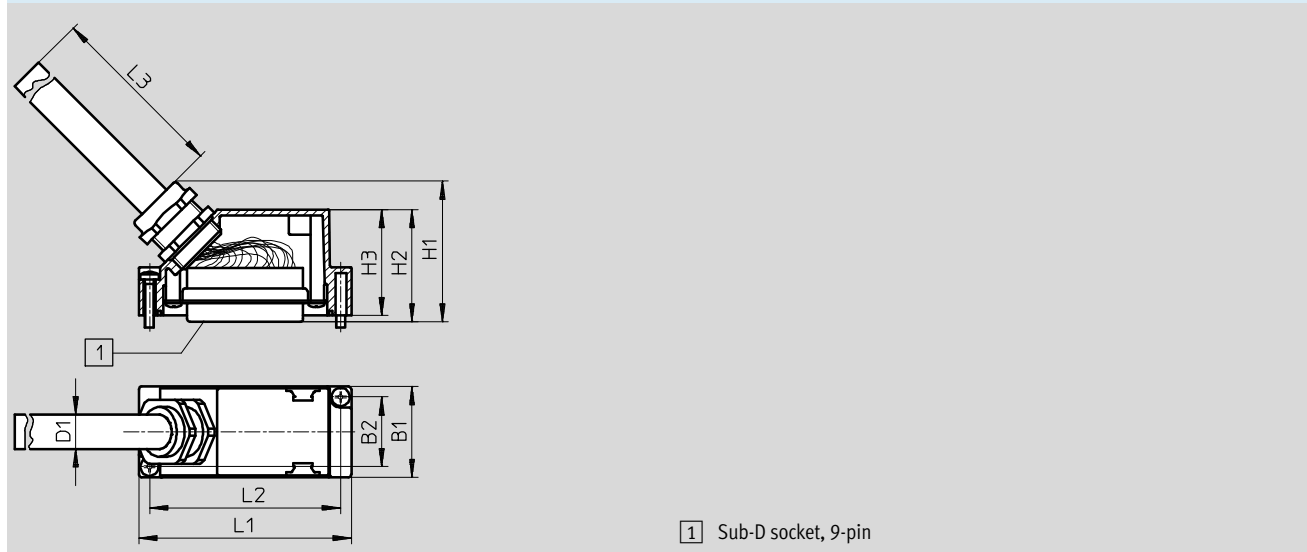 L3
H3
H2
H1
1
D1
B2
B1
L2
L1
1 Sub-D socket, 9-pin